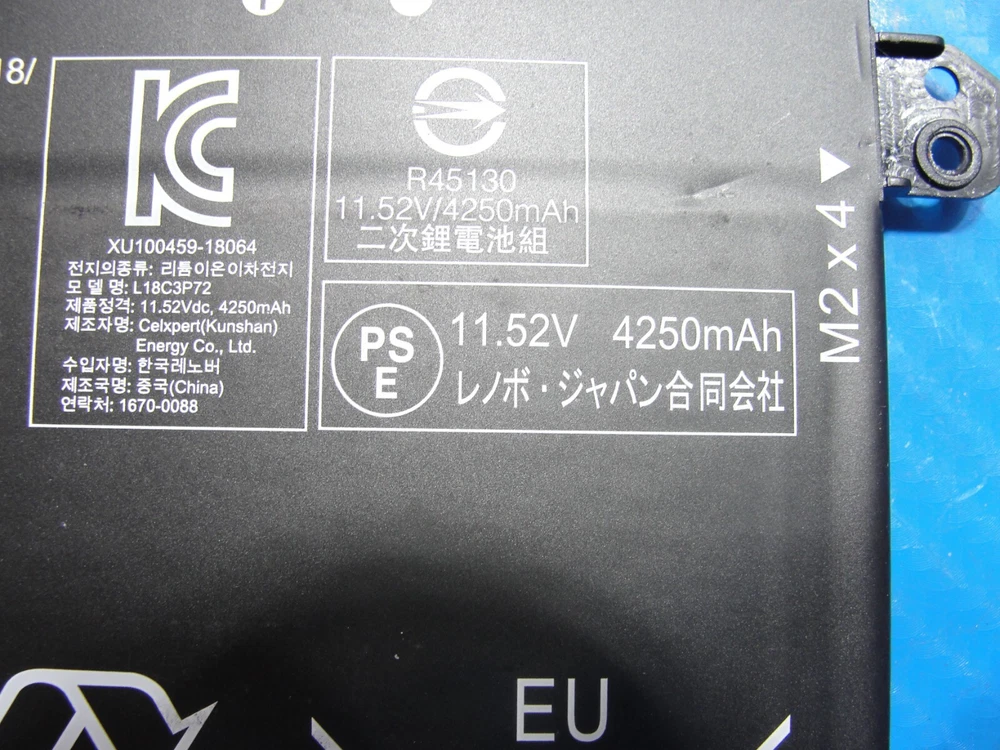 18/
KC
XU100459-18064
전지의종류: 리튬이온이차전지
모 델 명: L18C3P72
제품정격: 11.52Vdc, 4250mAh
제조자명: Celxpert(Kunshan)
Energy Co., Ltd.
수입자명: 한국레노버
제조국명: 중국(China)
연락처: 1670-0088
R45130
11.52V/4250mAh
二次鋰電池組
PS
E
11.52V 4250mAh
レノボ・ジャパン合同会社
M2 x 4
EU